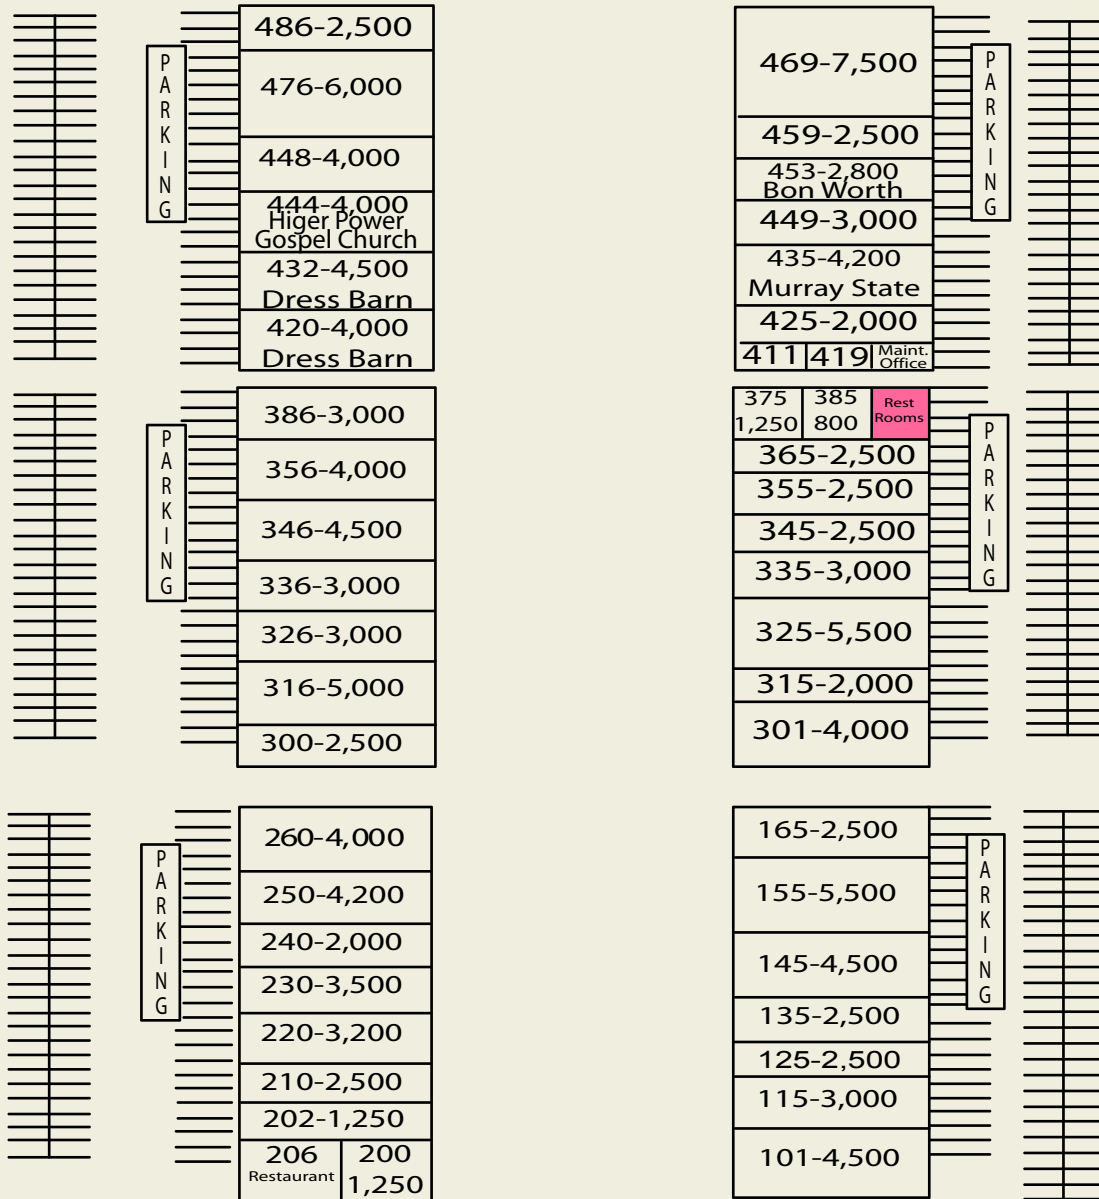 486-2,500
476-6,000
448-4,000
444-4,000
Higer Power
Gospel Church
432-4,500
Dress Barn
420-4,000
Dress Barn
PARKING
469-7,500
459-2,500
453-2,800
Bon Worth
449-3,000
435-4,200
Murray State
425-2,000
411
419
Maint.
Office
PARKING
386-3,000
356-4,000
346-4,500
336-3,000
326-3,000
316-5,000
300-2,500
PARKING
375
1,250
385
800
Rest
Rooms
365-2,500
355-2,500
345-2,500
335-3,000
325-5,500
315-2,000
301-4,000
PARKING
260-4,000
250-4,200
240-2,000
230-3,500
220-3,200
210-2,500
202-1,250
206
Restaurant
200
1,250
PARKING
165-2,500
155-5,500
145-4,500
135-2,500
125-2,500
115-3,000
101-4,500
PARKING